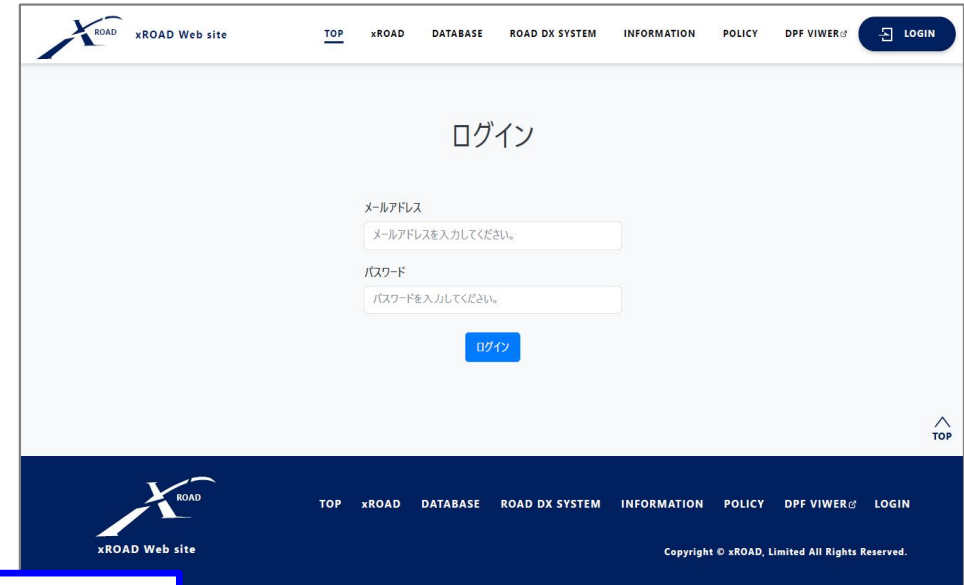 ROAD
xROAD Web site
TOP xROAD DATABASE ROAD DX SYSTEM INFORMATION POLICY DPF VIWER LOGIN
ログイン
メールアドレス
メールアドレスを入力してください。
パスワード
パスワードを入力してください。
ログイン
TOP
ROAD
xROAD Web site
TOP xROAD DATABASE ROAD DX SYSTEM INFORMATION POLICY DPF VIWER LOGIN
Copyright © xROAD, Limited All Rights Reserved.